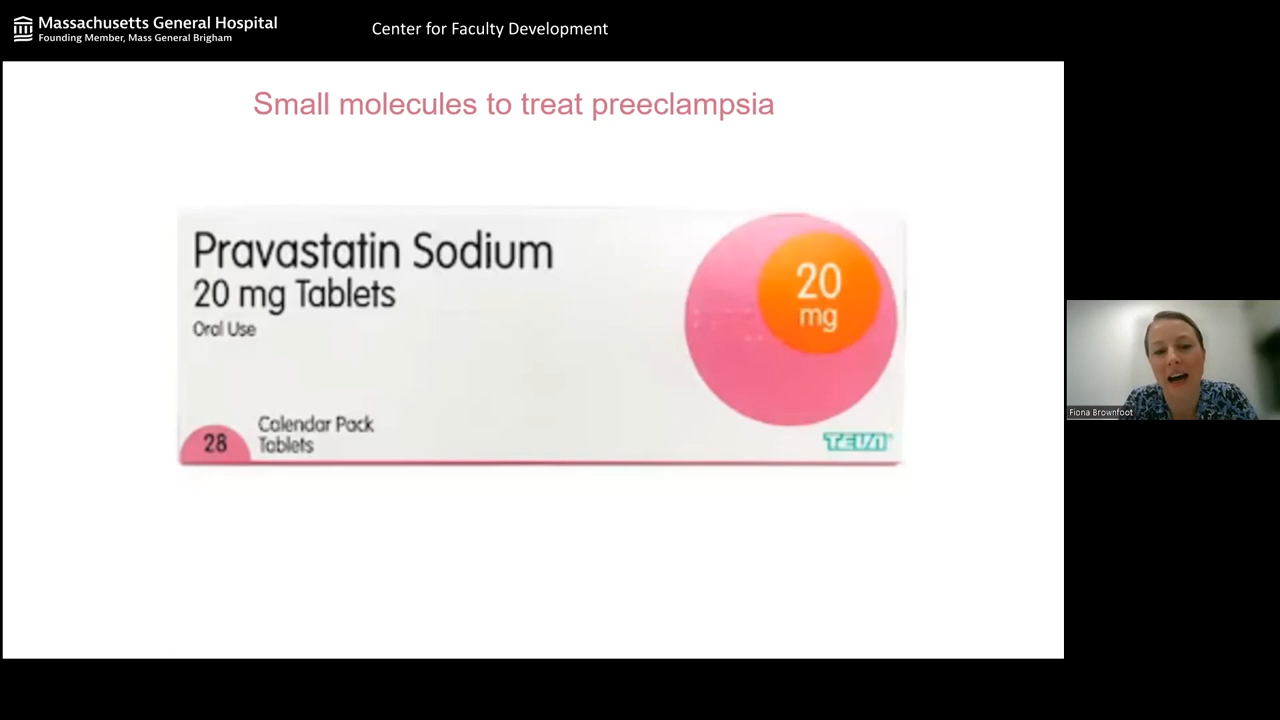 Massachusetts General Hospital
Founding Member, Mass General Brigham
Center for Faculty Development
Small molecules to treat preeclampsia
Pravastatin Sodium
20 mg Tablets
Oral Use
20
mg
28
Calendar Pack
Tablets
TEVA
Fiona Brownfoot